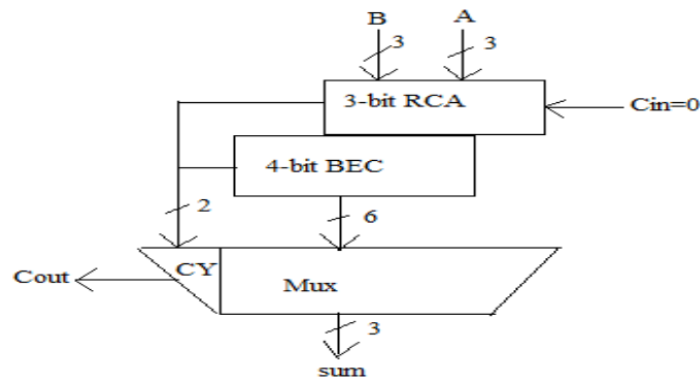 B A
3 3
3-bit RCA
Cin=0
4-bit BEC
2 6
CY
Cout
Mux
3
sum